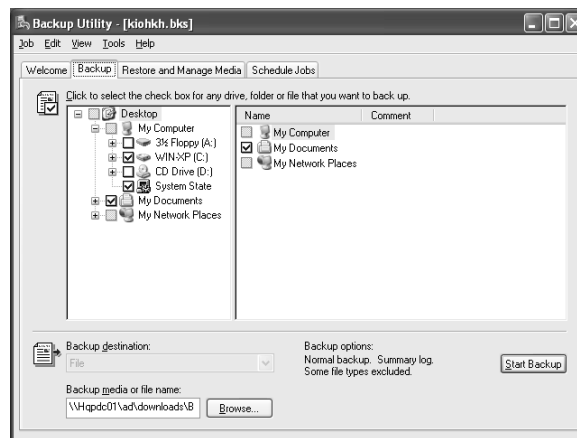 Backup Utility - [kiohkh.bks]
Job Edit View Tools Help
Welcome Backup Restore and Manage Media Schedule Jobs
Click to select the check box for any drive, folder or file that you want to back up.
Desktop
My Computer
3½ Floppy (A:)
WIN-XP (C:)
CD Drive (D:)
System State
My Documents
My Network Places
Name Comment
My Computer
My Documents
My Network Places
Backup destination:
File
Backup media or file name:
\\Hqpdc01\ad\downloads\B
Browse...
Backup options:
Normal backup. Summary log.
Some file types excluded.
Start Backup